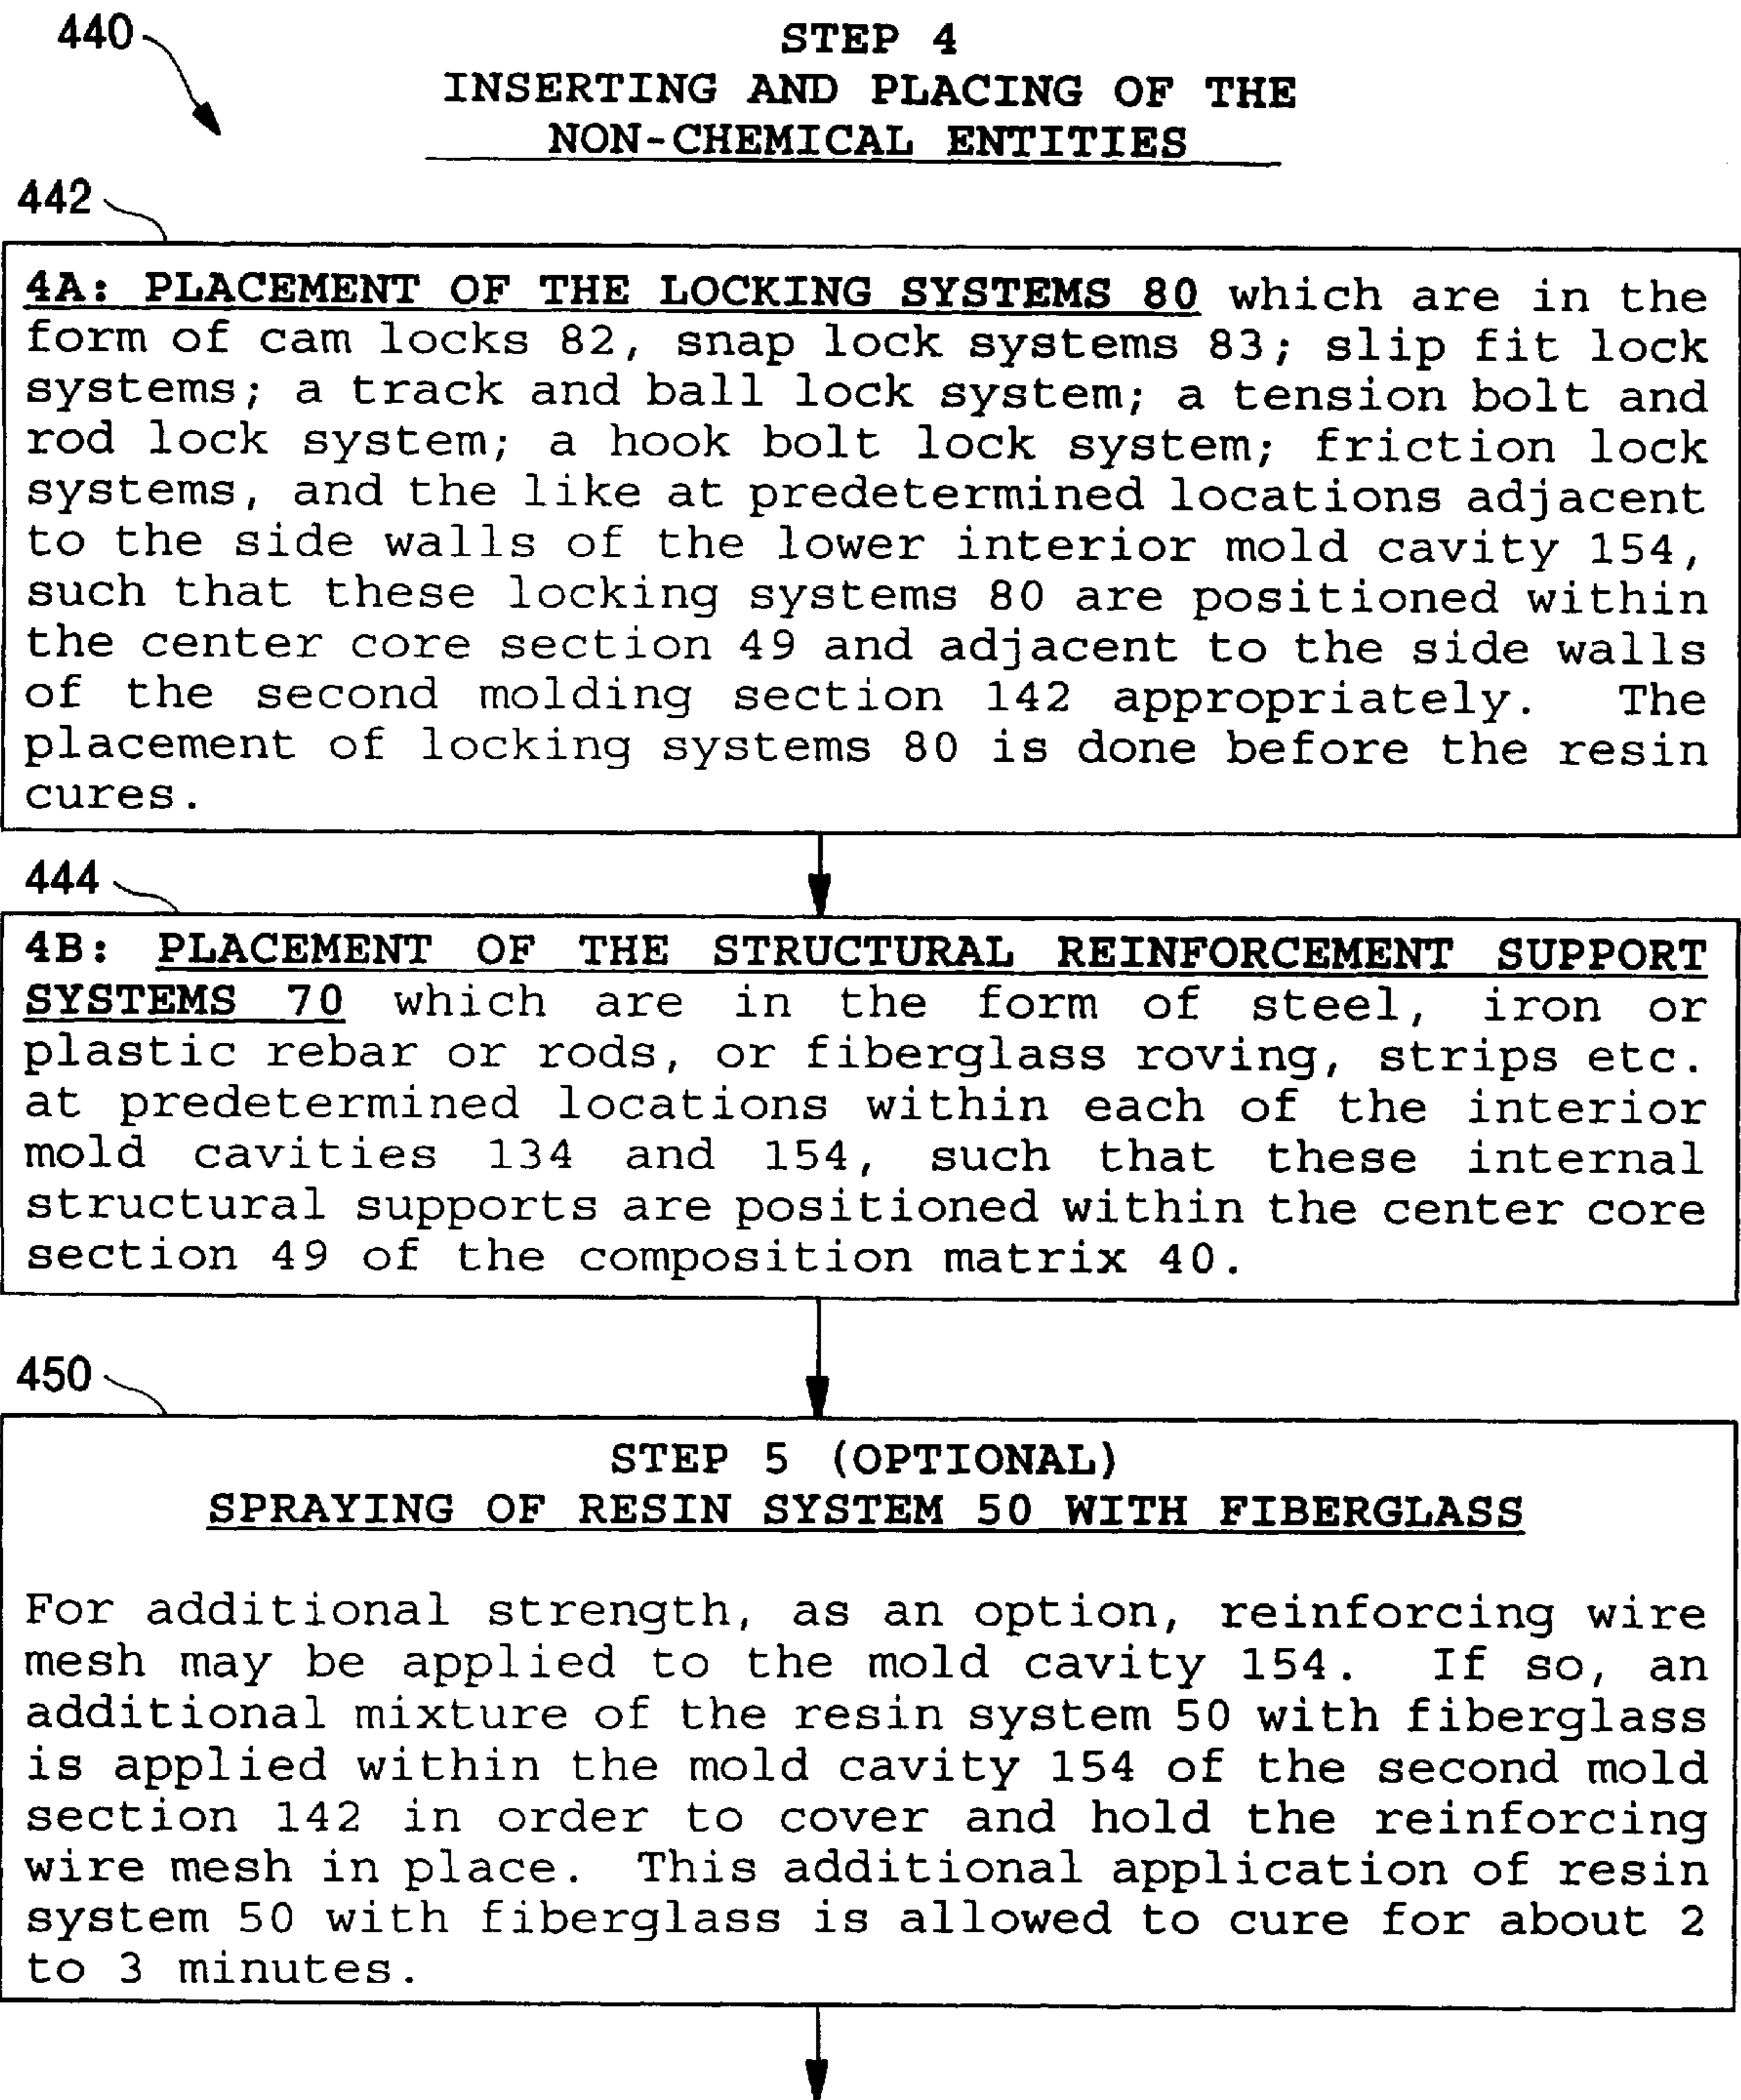 440
STEP 4
INSERTING AND PLACING OF THE
NON-CHEMICAL ENTITIES
442
4A: PLACEMENT OF THE LOCKING SYSTEMS 80 which are in the
form of cam locks 82, snap lock systems 83; slip fit lock
systems; a track and ball lock system; a tension bolt and
rod lock system; a hook bolt lock system; friction lock
systems, and the like at predetermined locations adjacent
to the side walls of the lower interior mold cavity 154,
such that these locking systems 80 are positioned within
the center core section 49 and adjacent to the side walls
of the second molding section 142 appropriately. The
placement of locking systems 80 is done before the resin
cures.
444
4B: PLACEMENT OF THE STRUCTURAL REINFORCEMENT SUPPORT
SYSTEMS 70 which are in the form of steel, iron or
plastic rebar or rods, or fiberglass roving, strips etc.
at predetermined locations within each of the interior
mold cavities 134 and 154, such that these internal
structural supports are positioned within the center core
section 49 of the composition matrix 40.
450
STEP 5 (OPTIONAL)
SPRAYING OF RESIN SYSTEM 50 WITH FIBERGLASS
For additional strength, as an option, reinforcing wire
mesh may be applied to the mold cavity 154. If so, an
additional mixture of the resin system 50 with fiberglass
is applied within the mold cavity 154 of the second mold
section 142 in order to cover and hold the reinforcing
wire mesh in place. This additional application of resin
system 50 with fiberglass is allowed to cure for about 2
to 3 minutes.